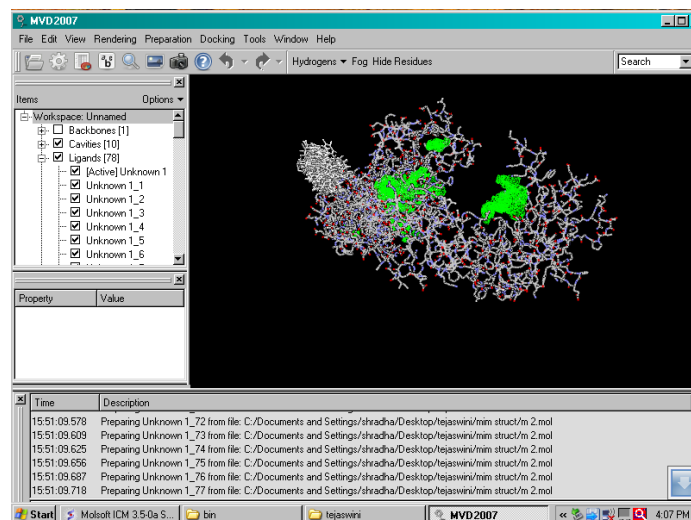 MVD2007
File Edit View Rendering Preparation Docking Tools Window Help
Hydrogens Fog Hide Residues Search
Items Options
Workspace: Unnamed
Backbones [1]
Cavities [10]
Ligands [78]
[Active] Unknown 1
Unknown 1_1
Unknown 1_2
Unknown 1_3
Unknown 1_4
Unknown 1_5
Unknown 1_6
Property Value
Time Description
15:51:09.578 Preparing Unknown 1_72 from file: C:/Documents and Settings/shradha/Desktop/tejaswini/mim struct/m 2.mol
15:51:09.609 Preparing Unknown 1_73 from file: C:/Documents and Settings/shradha/Desktop/tejaswini/mim struct/m 2.mol
15:51:09.625 Preparing Unknown 1_74 from file: C:/Documents and Settings/shradha/Desktop/tejaswini/mim struct/m 2.mol
15:51:09.656 Preparing Unknown 1_75 from file: C:/Documents and Settings/shradha/Desktop/tejaswini/mim struct/m 2.mol
15:51:09.687 Preparing Unknown 1_76 from file: C:/Documents and Settings/shradha/Desktop/tejaswini/mim struct/m 2.mol
15:51:09.718 Preparing Unknown 1_77 from file: C:/Documents and Settings/shradha/Desktop/tejaswini/mim struct/m 2.mol
Start Molsoft ICM 3.5-0a S... bin tejaswini MVD2007 « 4:07 PM